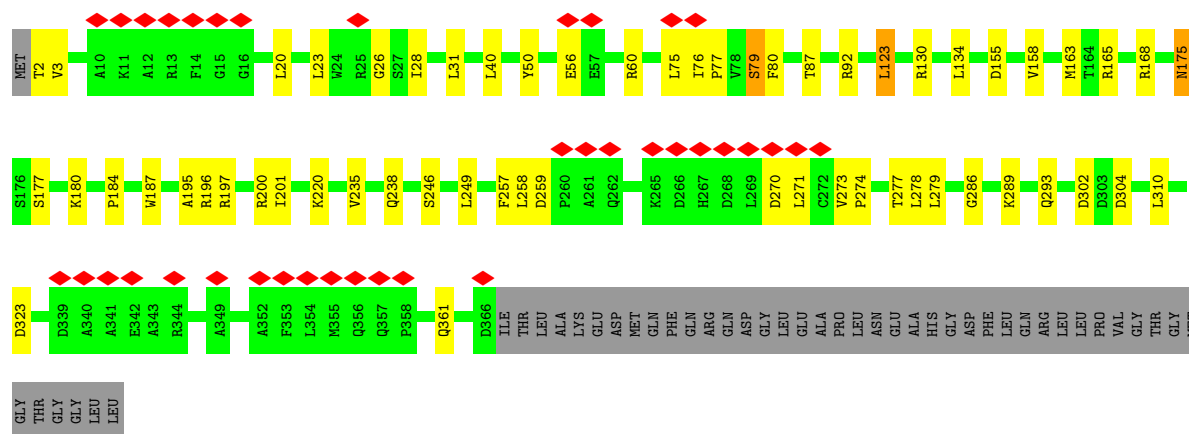 MET T2 V3 A10 K11 A12 R13 F14 G15 G16 L20 L23 W24 R25 G26 S27 I28 L31 L40 Y50 E56 E57 R60 L75 I76 P77 V78 S79 F80 T87 R92 L123 R130 L134 D155 V158 M163 T164 R165 R168 N175
S176 S177 K180 P184 W187 A195 R196 R197 R200 I201 K220 V235 Q238 S246 L249 F257 L258 D259 P260 A261 Q262 K265 D266 H267 D268 L269 D270 L271 C272 V273 P274 T277 L278 L279 G286 K289 Q293 D302 D303 D304 L310
D323 D339 A340 A341 E342 A343 R344 A349 A352 F353 L354 M355 Q356 Q357 P358 Q361 D366 ILE THR LEU ALA LYS GLU ASP MET GLN PHE GLN ARG GLN ASP GLY LEU GLU ALA PRO LEU ASN GLU ALA HIS GLY ASP PHE LEU GLN ARG LEU LEU PRO VAL GLY THR GLY
GLY THR GLY GLY LEU LEU